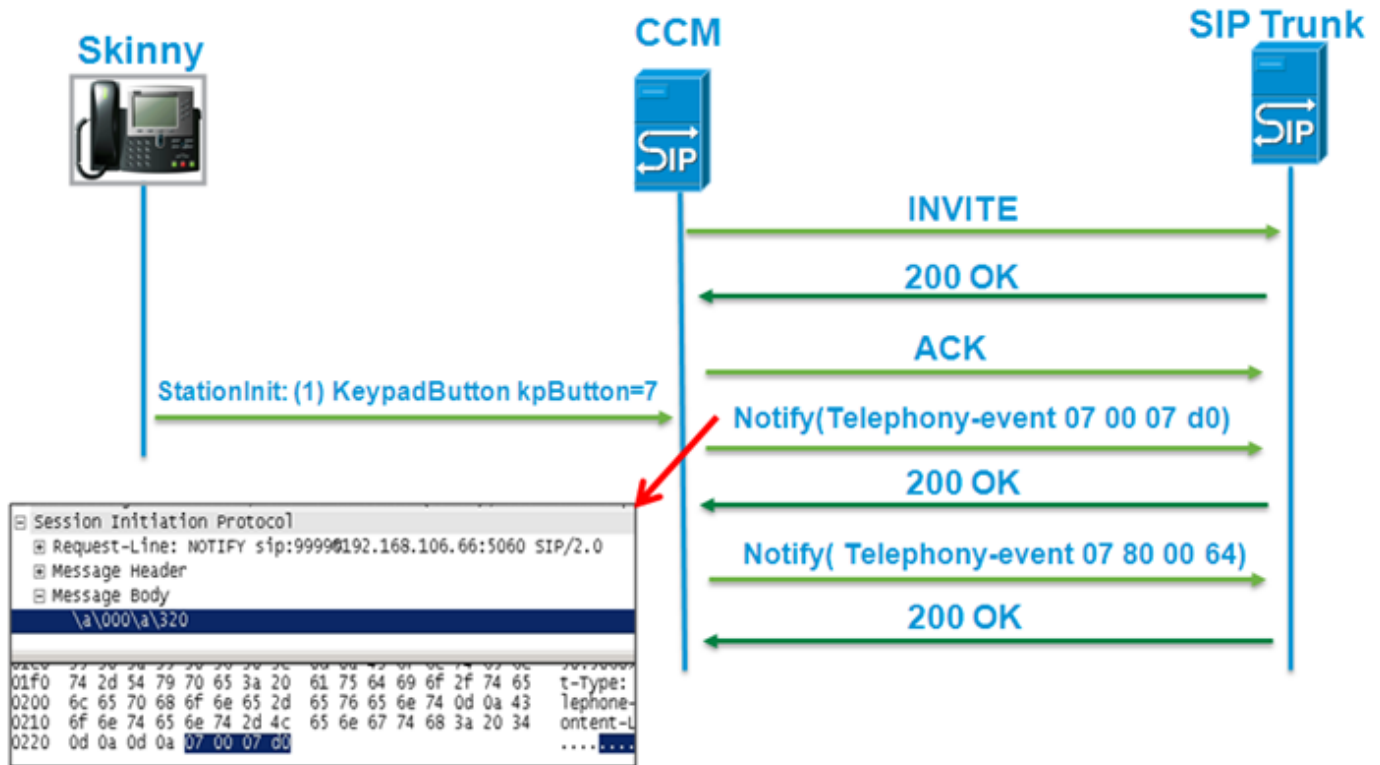 Skinny
CCM
SIP Trunk
SIP
SIP
INVITE
200 OK
ACK
StationInit: (1) KeypadButton kpButton=7
Notify(Telephony-event 07 00 07 d0)
200 OK
Notify( Telephony-event 07 80 00 64)
200 OK
Session Initiation Protocol
Request-Line: NOTIFY sip:9999@192.168.106.66:5060 SIP/2.0
Message Header
Message Body
\a\000\a\320
01f0 74 2d 54 79 70 65 3a 20 61 75 64 69 6f 2f 74 65 t-Type:
0200 6c 65 70 68 6f 6e 65 2d 65 76 65 6e 74 0d 0a 43 lephone-
0210 6f 6e 74 65 6e 74 2d 4c 65 6e 67 74 68 3a 20 34 ontent-L
0220 0d 0a 0d 0a 07 00 07 d0 ........